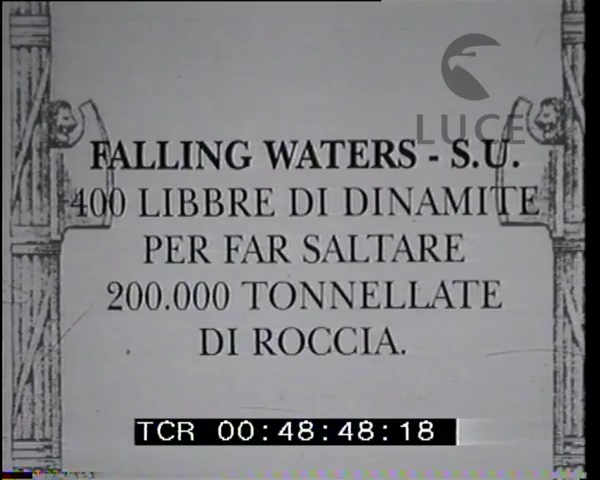 LUCE
FALLING WATERS - S.U.
400 LIBBRE DI DINAMITE
PER FAR SALTARE
200.000 TONNELLATE
DI ROCCIA.
TCR 00:48:48:18